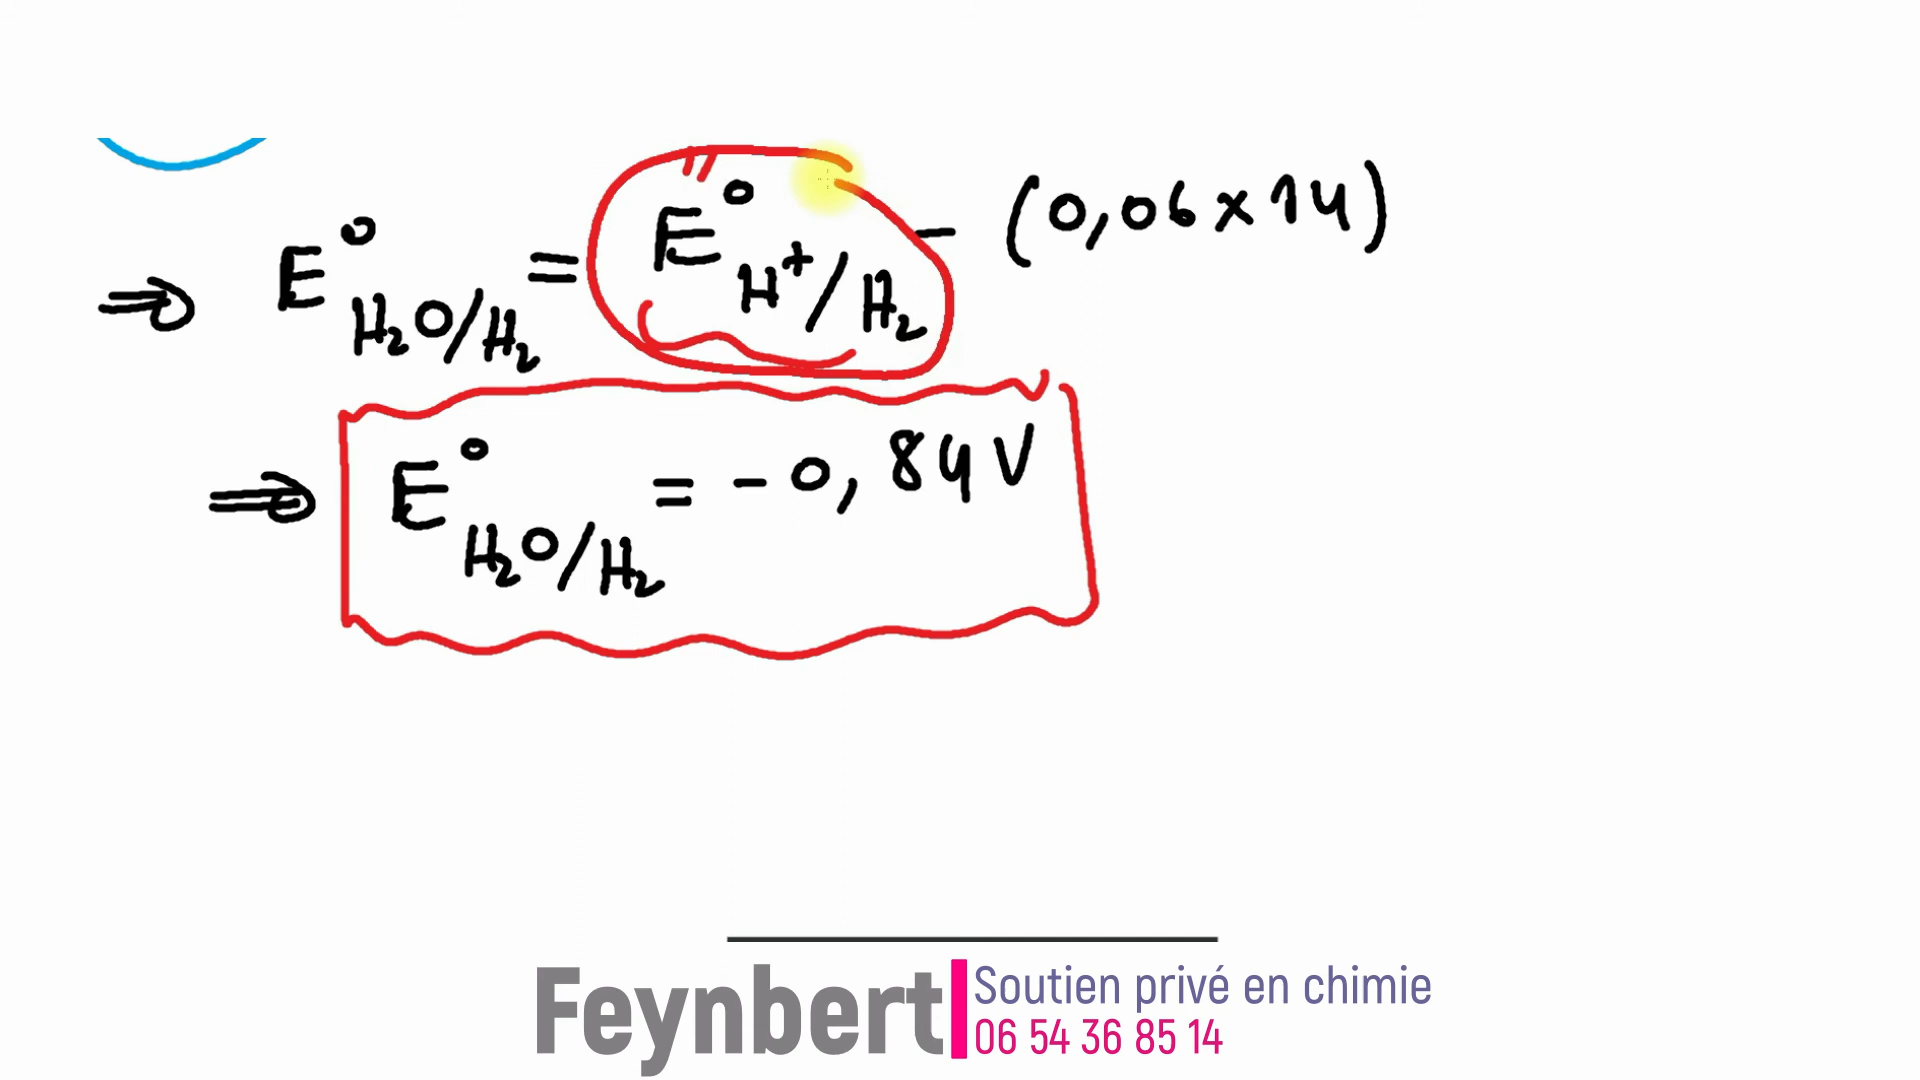 ⇒ E° H₂O/H₂ = E° H⁺/H₂ - (0,06 x 14)
⇒ E° H₂O/H₂ = - 0,84 V
Feynbert
Soutien privé en chimie
06 54 36 85 14